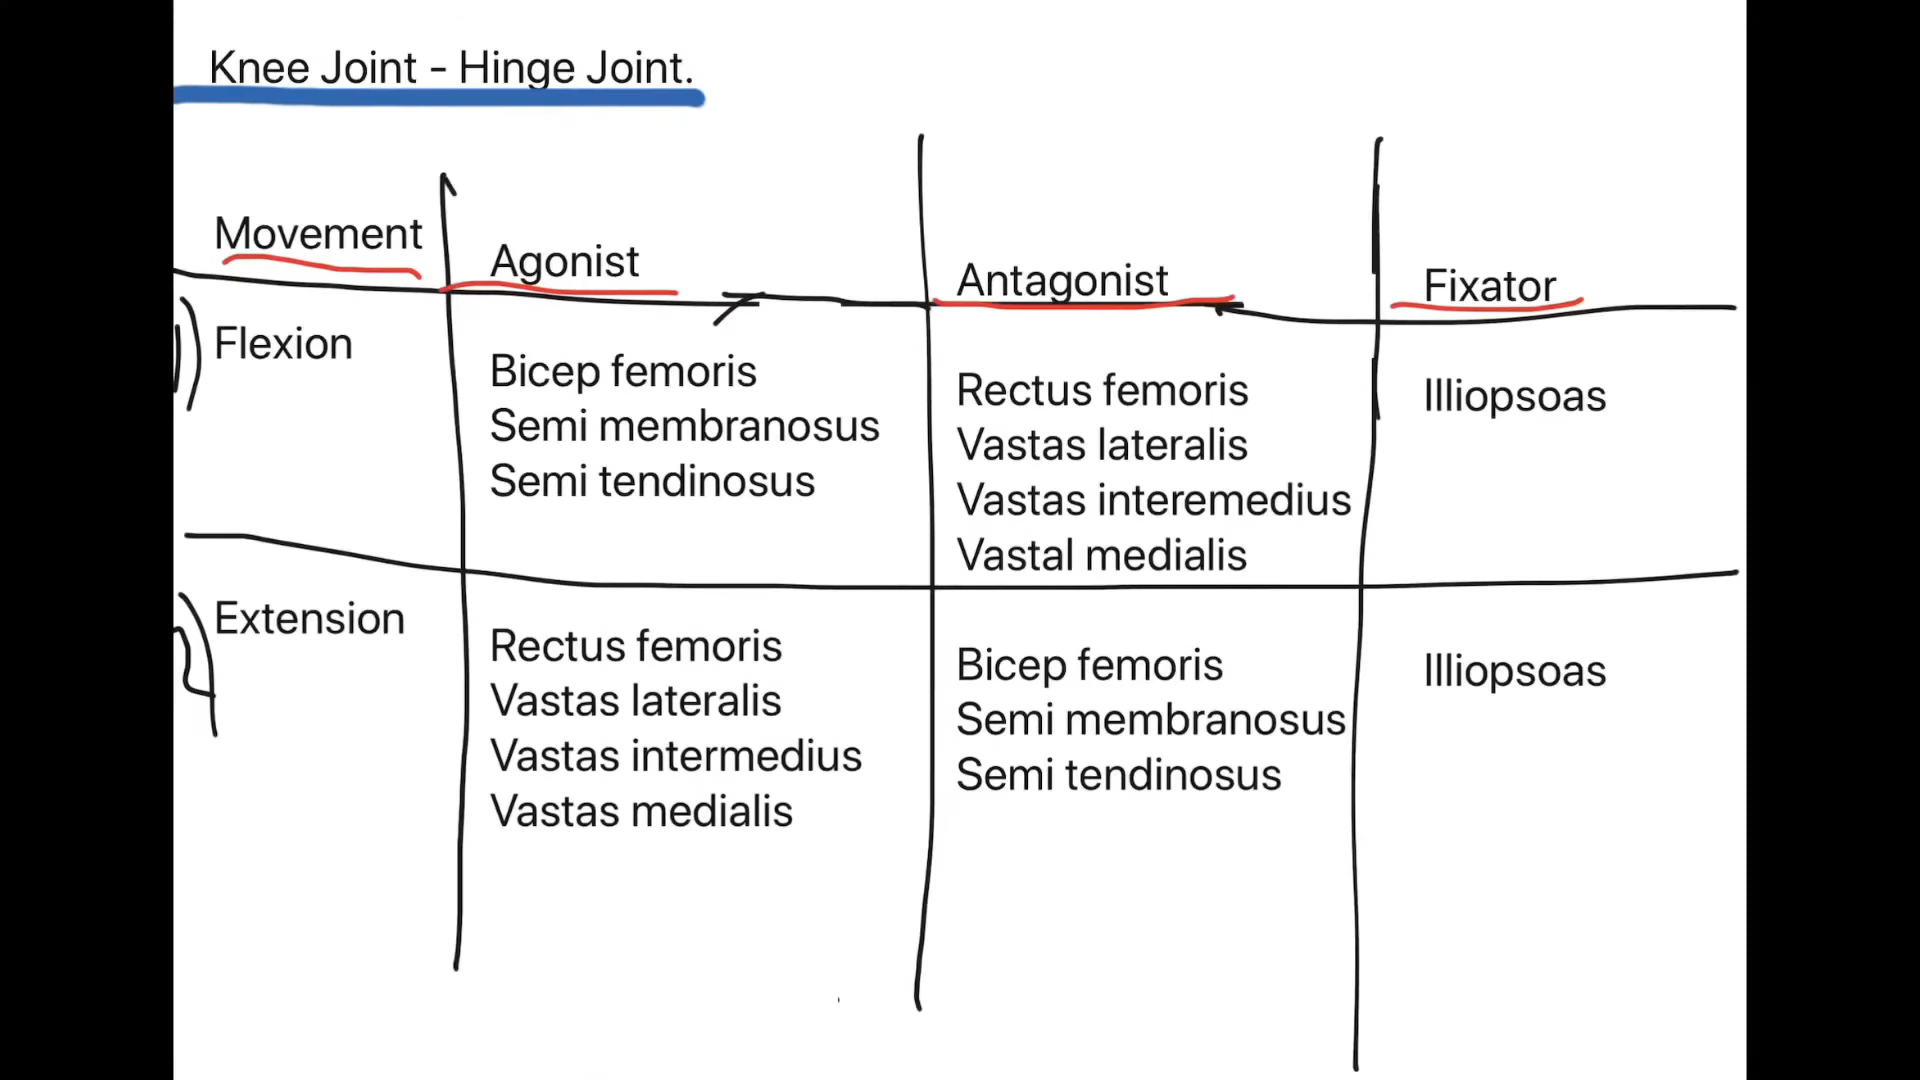 Knee Joint - Hinge Joint.
Movement
Agonist
Antagonist
Fixator
1) Flexion
Bicep femoris
Semi membranosus
Semi tendinosus
Rectus femoris
Vastas lateralis
Vastas interemedius
Vastal medialis
Illiopsoas
2) Extension
Rectus femoris
Vastas lateralis
Vastas intermedius
Vastas medialis
Bicep femoris
Semi membranosus
Semi tendinosus
Illiopsoas